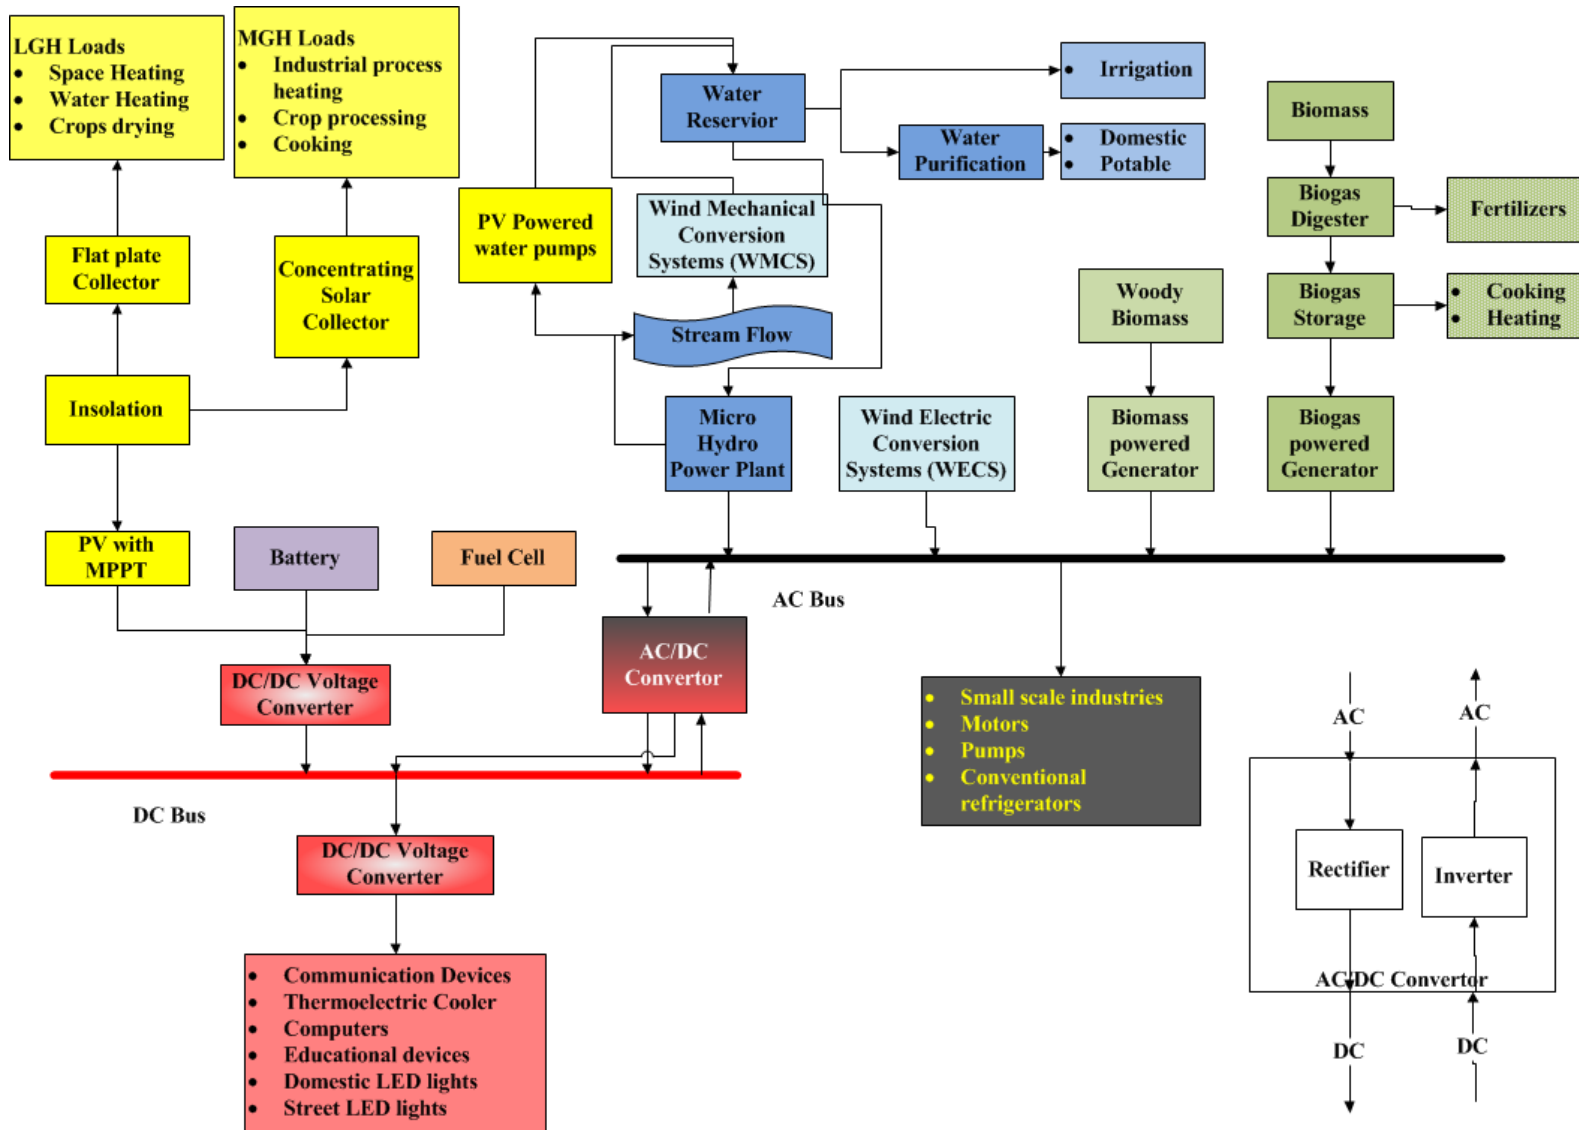 LGH Loads
• Space Heating
• Water Heating
• Crops drying
MGH Loads
• Industrial process
heating
• Crop processing
• Cooking
Water
Reservior
• Irrigation
Water
Purification
• Domestic
• Potable
Biomass
Biogas
Digester
Fertilizers
PV Powered
water pumps
Wind Mechanical
Conversion
Systems (WMCS)
Flat plate
Collector
Concentrating
Solar
Collector
Stream Flow
Woody
Biomass
Biogas
Storage
• Cooking
• Heating
Insolation
Micro
Hydro
Power Plant
Wind Electric
Conversion
Systems (WECS)
Biomass
powered
Generator
Biogas
powered
Generator
PV with
MPPT
Battery
Fuel Cell
AC Bus
DC/DC Voltage
Converter
AC/DC
Convertor
• Small scale industries
• Motors
• Pumps
• Conventional
refrigerators
DC Bus
DC/DC Voltage
Converter
• Communication Devices
• Thermoelectric Cooler
• Computers
• Educational devices
• Domestic LED lights
• Street LED lights
AC
AC
Rectifier
Inverter
AC/DC Convertor
DC
DC